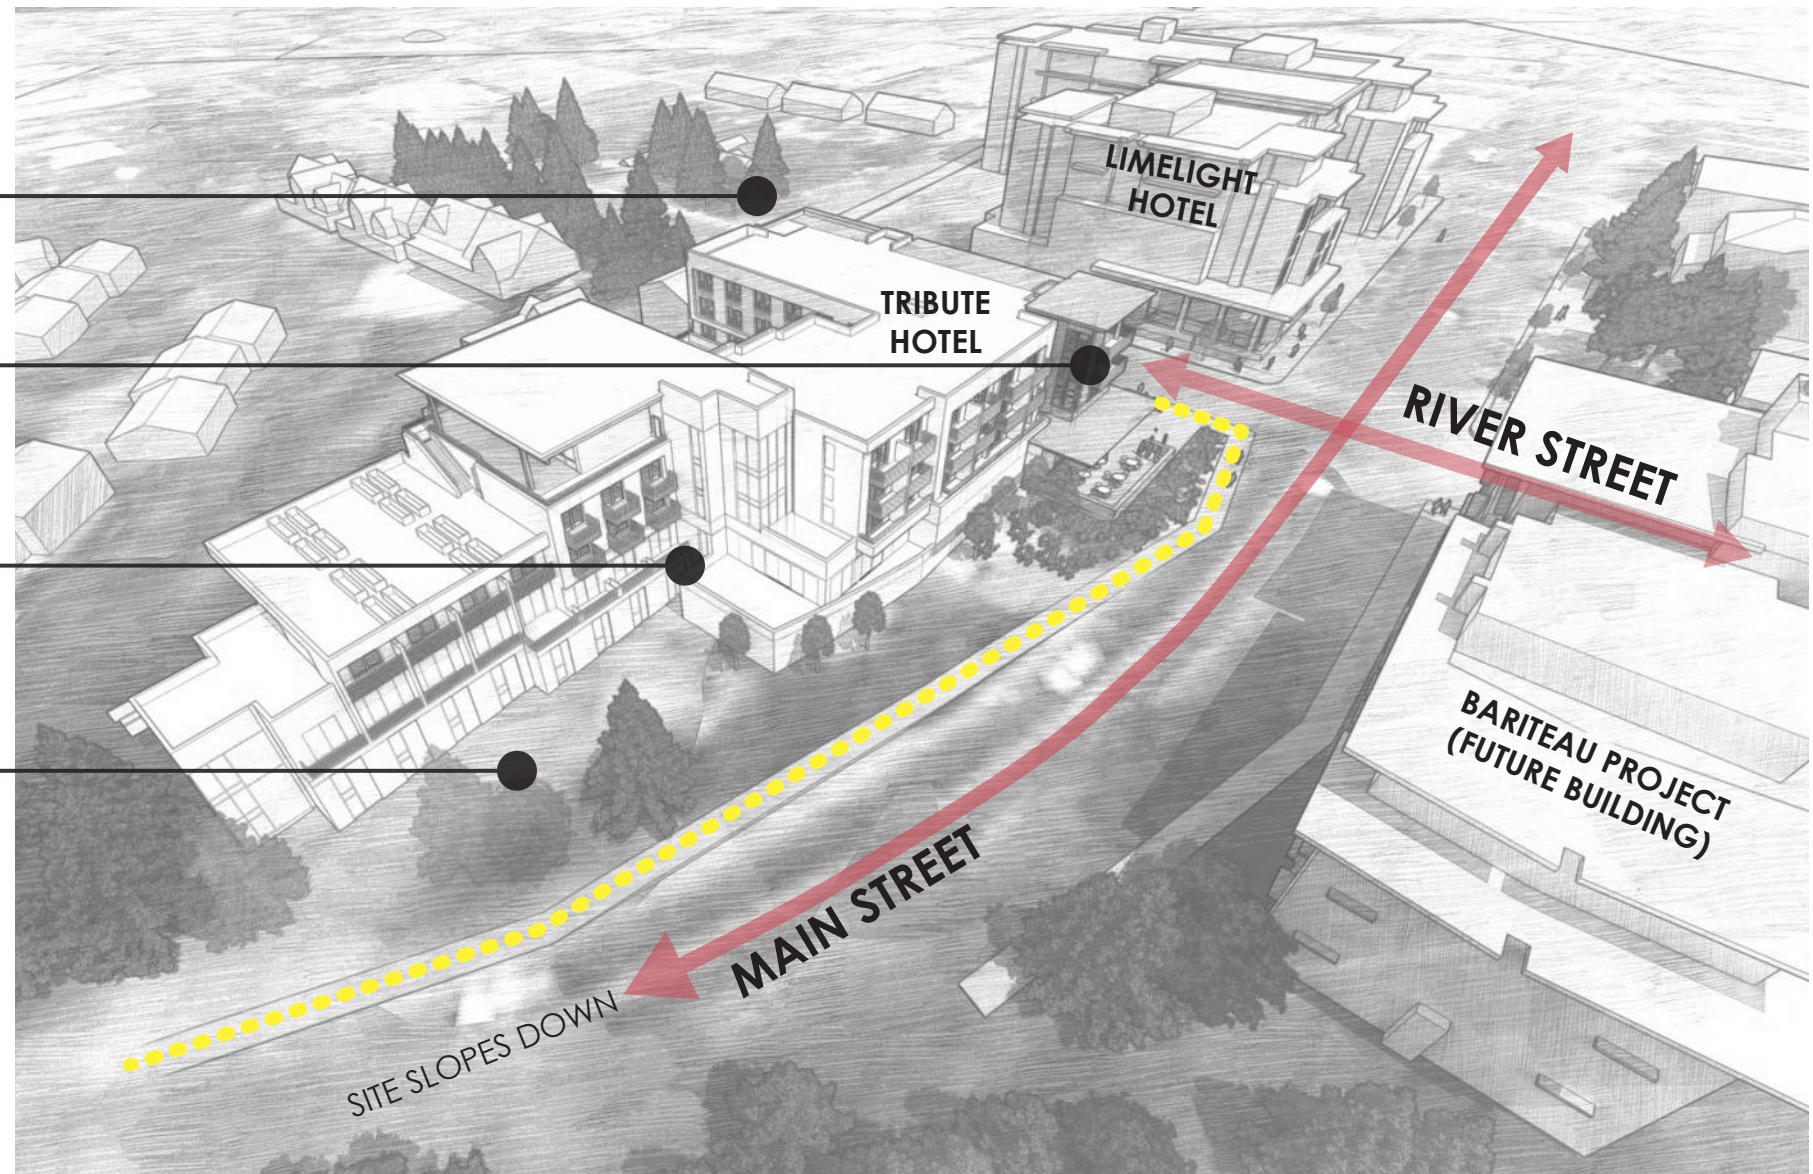 LIMELIGHT
HOTEL
TRIBUTE
HOTEL
RIVER STREET
BARITEAU PROJECT
(FUTURE BUILDING)
MAIN STREET
SITE SLOPES DOWN